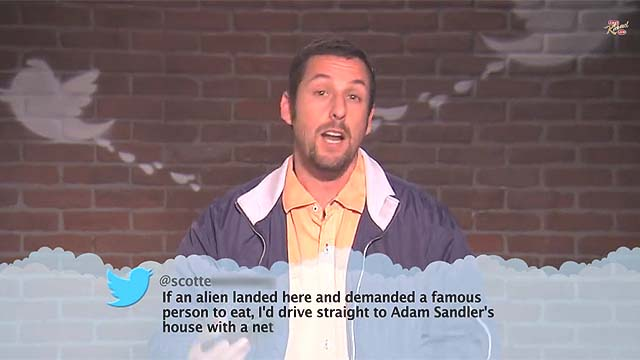 @scotte
If an alien landed here and demanded a famous
person to eat, I'd drive straight to Adam Sandler's
house with a net